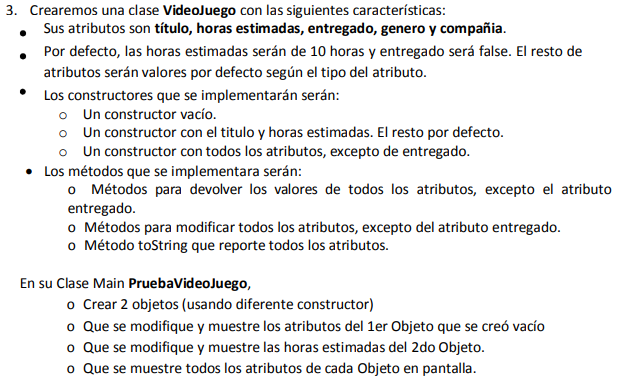 3. Crearemos una clase VideoJuego con las siguientes características:
• Sus atributos son título, horas estimadas, entregado, genero y compañia.
• Por defecto, las horas estimadas serán de 10 horas y entregado será false. El resto de
atributos serán valores por defecto según el tipo del atributo.
• Los constructores que se implementarán serán:
o Un constructor vacío.
o Un constructor con el titulo y horas estimadas. El resto por defecto.
o Un constructor con todos los atributos, excepto de entregado.
• Los métodos que se implementara serán:
o Métodos para devolver los valores de todos los atributos, excepto el atributo
entregado.
o Métodos para modificar todos los atributos, excepto del atributo entregado.
o Método toString que reporte todos los atributos.
En su Clase Main PruebaVideoJuego,
o Crear 2 objetos (usando diferente constructor)
o Que se modifique y muestre los atributos del 1er Objeto que se creó vacío
o Que se modifique y muestre las horas estimadas del 2do Objeto.
o Que se muestre todos los atributos de cada Objeto en pantalla.